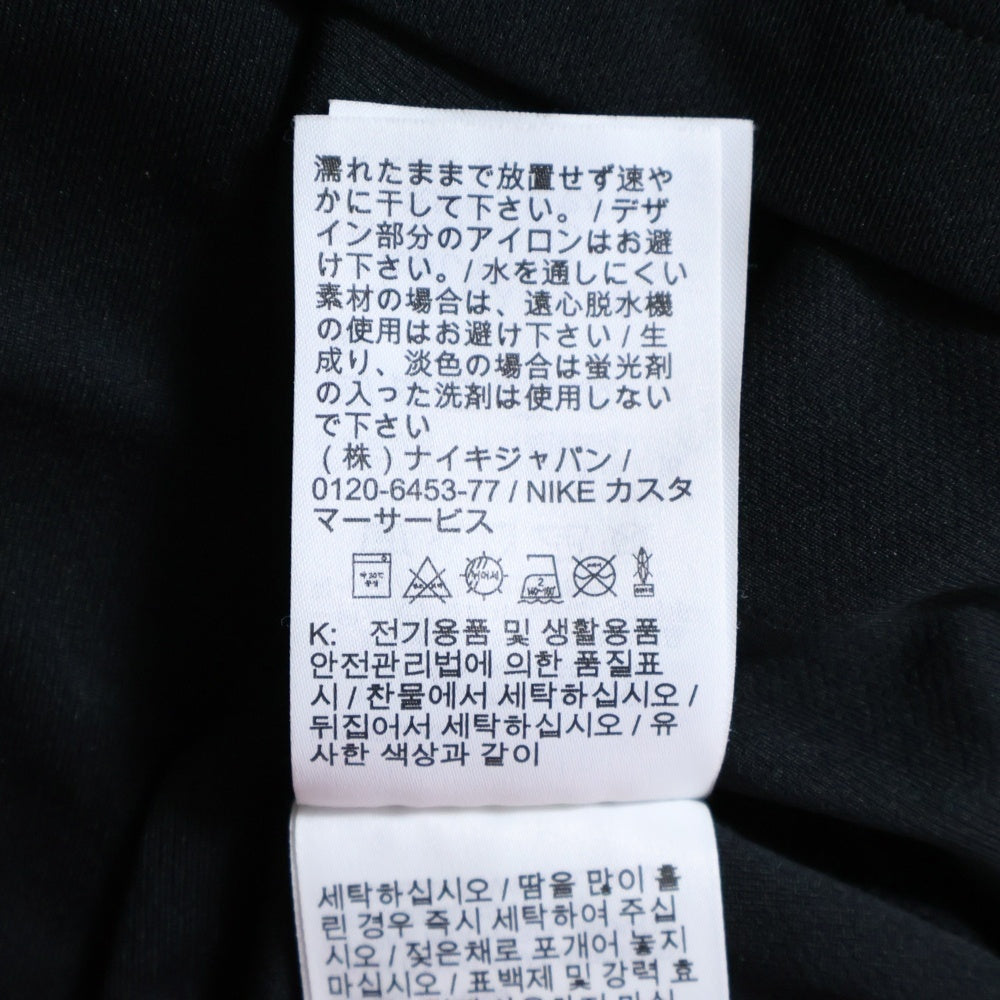 濡れたままで放置せず速や
かに干して下さい。 / デザ
イン部分のアイロンはお避
け下さい。/ 水を通しにくい
素材の場合は、遠心脱水機
の使用はお避け下さい / 生
成り、淡色の場合は蛍光剤
の入った洗剤は使用しない
で下さい
( 株 ) ナイキジャパン /
0120-6453-77 / NIKE カスタ
マーサービス
K: 전기용품 및 생활용품
안전관리법에 의한 품질표
시 / 찬물에서 세탁하십시오 /
뒤집어서 세탁하십시오 / 유
사한 색상과 같이
세탁하십시오 / 땀을 많이 흘
린 경우 즉시 세탁하여 주십
시오 / 젖은채로 포개어 놓지
마십시오 / 표백제 및 강력 효